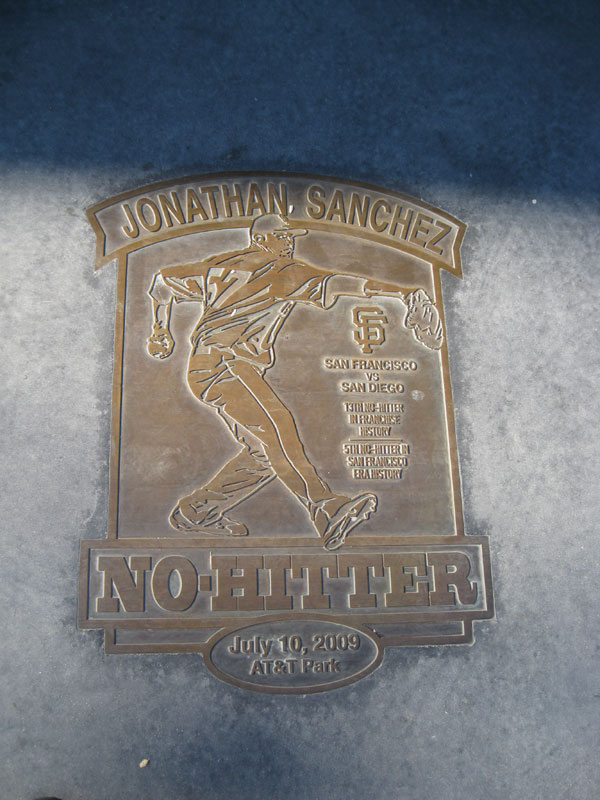 JONATHAN SANCHEZ
SF
SAN FRANCISCO
VS
SAN DIEGO
13TH NO-HITTER
IN FRANCHISE
HISTORY
5TH NO-HITTER IN
SAN FRANCISCO
ERA HISTORY
NO-HITTER
July 10, 2009
AT&T Park